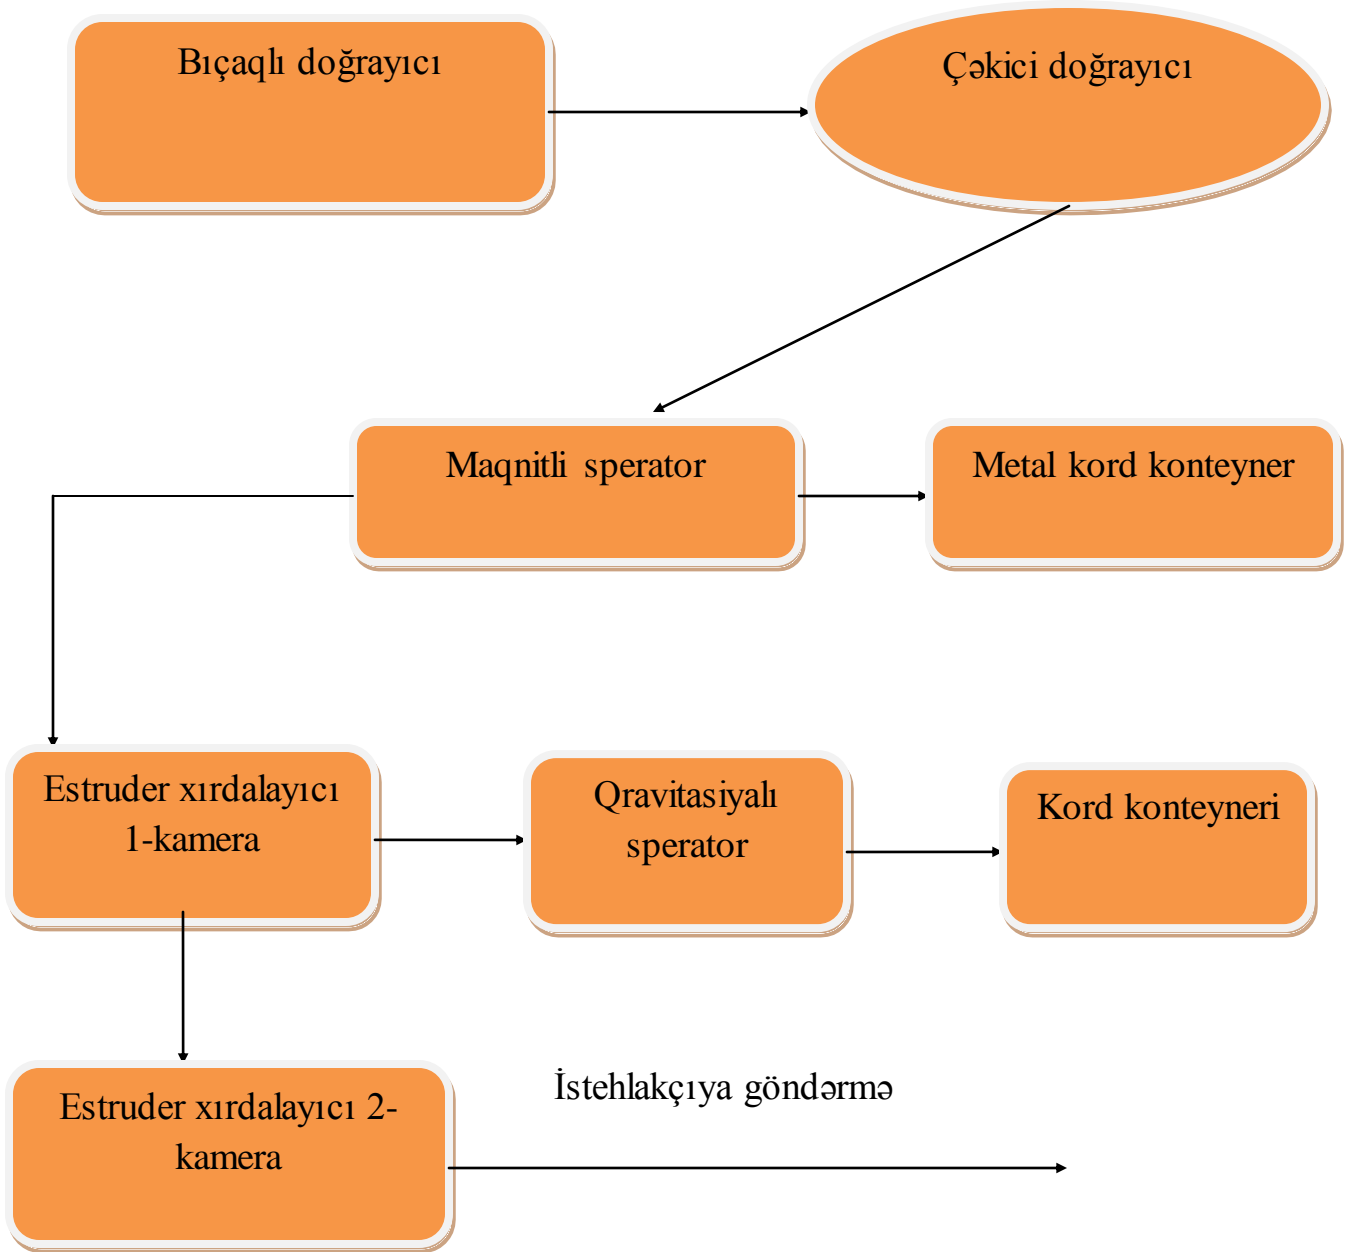 Bıçaqlı doğrayıcı
Çəkici doğrayıcı
Maqnitli sperator
Metal kord konteyner
Estruder xırdalayıcı
1-kamera
Qravitasiyalı
sperator
Kord konteyneri
Estruder xırdalayıcı 2-
kamera
İstehlakçıya göndərmə